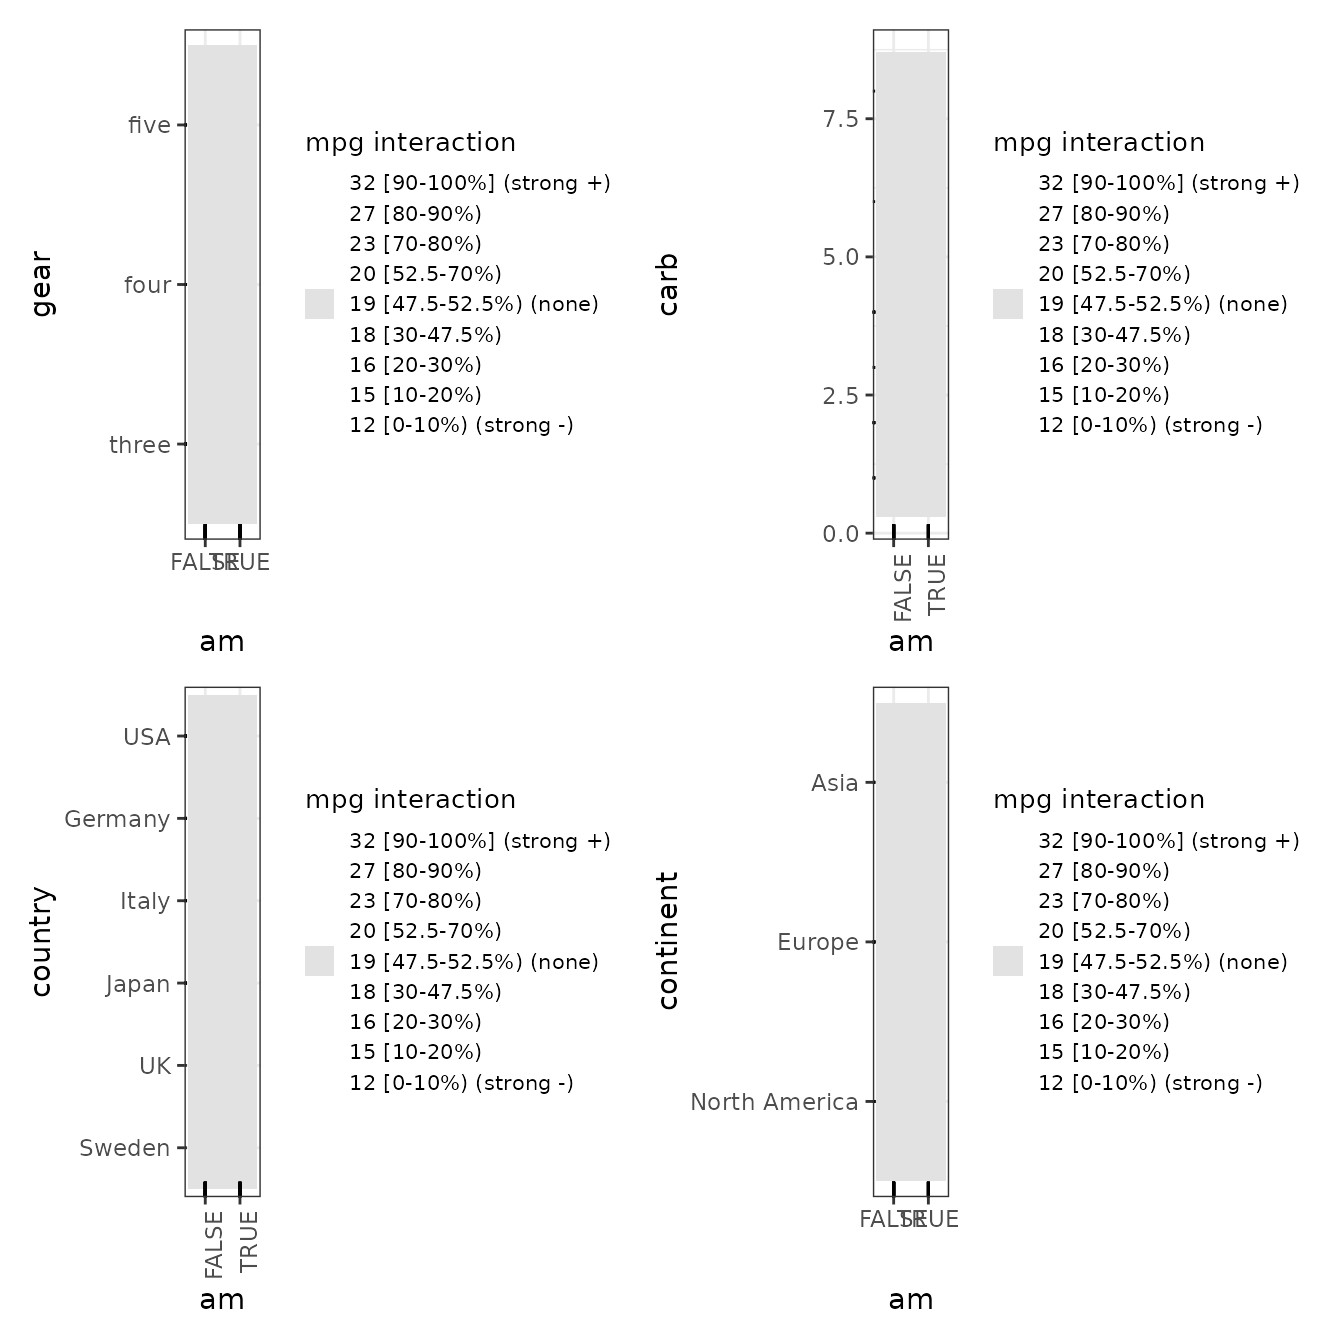 gear
five
four
three
FALSE TRUE
am
mpg interaction
32 [90-100%] (strong +)
27 [80-90%)
23 [70-80%)
20 [52.5-70%)
19 [47.5-52.5%) (none)
18 [30-47.5%)
16 [20-30%)
15 [10-20%)
12 [0-10%) (strong -)
carb
7.5
5.0
2.5
0.0
FALSE
TRUE
am
mpg interaction
32 [90-100%] (strong +)
27 [80-90%)
23 [70-80%)
20 [52.5-70%)
19 [47.5-52.5%) (none)
18 [30-47.5%)
16 [20-30%)
15 [10-20%)
12 [0-10%) (strong -)
country
USA
Germany
Italy
Japan
UK
Sweden
FALSE
TRUE
am
mpg interaction
32 [90-100%] (strong +)
27 [80-90%)
23 [70-80%)
20 [52.5-70%)
19 [47.5-52.5%) (none)
18 [30-47.5%)
16 [20-30%)
15 [10-20%)
12 [0-10%) (strong -)
continent
Asia
Europe
North America
FALSE TRUE
am
mpg interaction
32 [90-100%] (strong +)
27 [80-90%)
23 [70-80%)
20 [52.5-70%)
19 [47.5-52.5%) (none)
18 [30-47.5%)
16 [20-30%)
15 [10-20%)
12 [0-10%) (strong -)